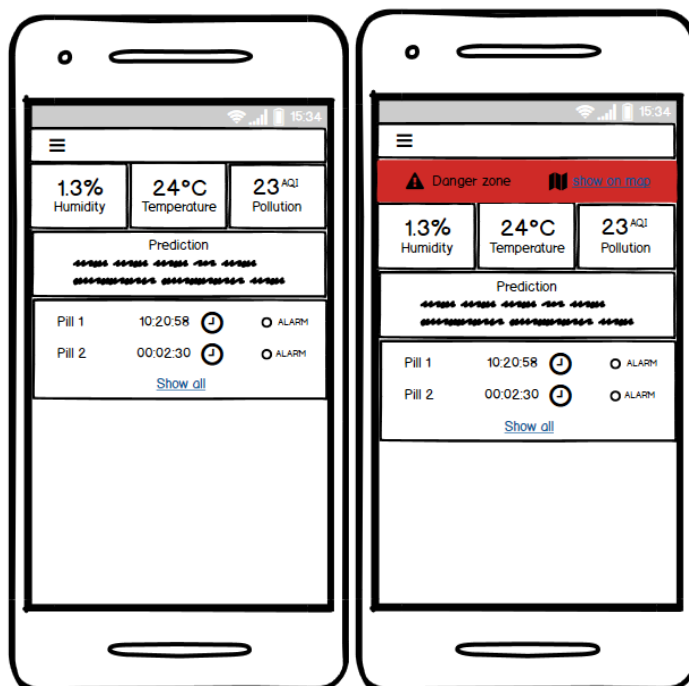 15:34
1.3% 24°C 23 AQI
Humidity Temperature Pollution
Prediction
Pill 1 10:20:58 ALARM
Pill 2 00:02:30 ALARM
Show all
15:34
Danger zone show on map
1.3% 24°C 23 AQI
Humidity Temperature Pollution
Prediction
Pill 1 10:20:58 ALARM
Pill 2 00:02:30 ALARM
Show all